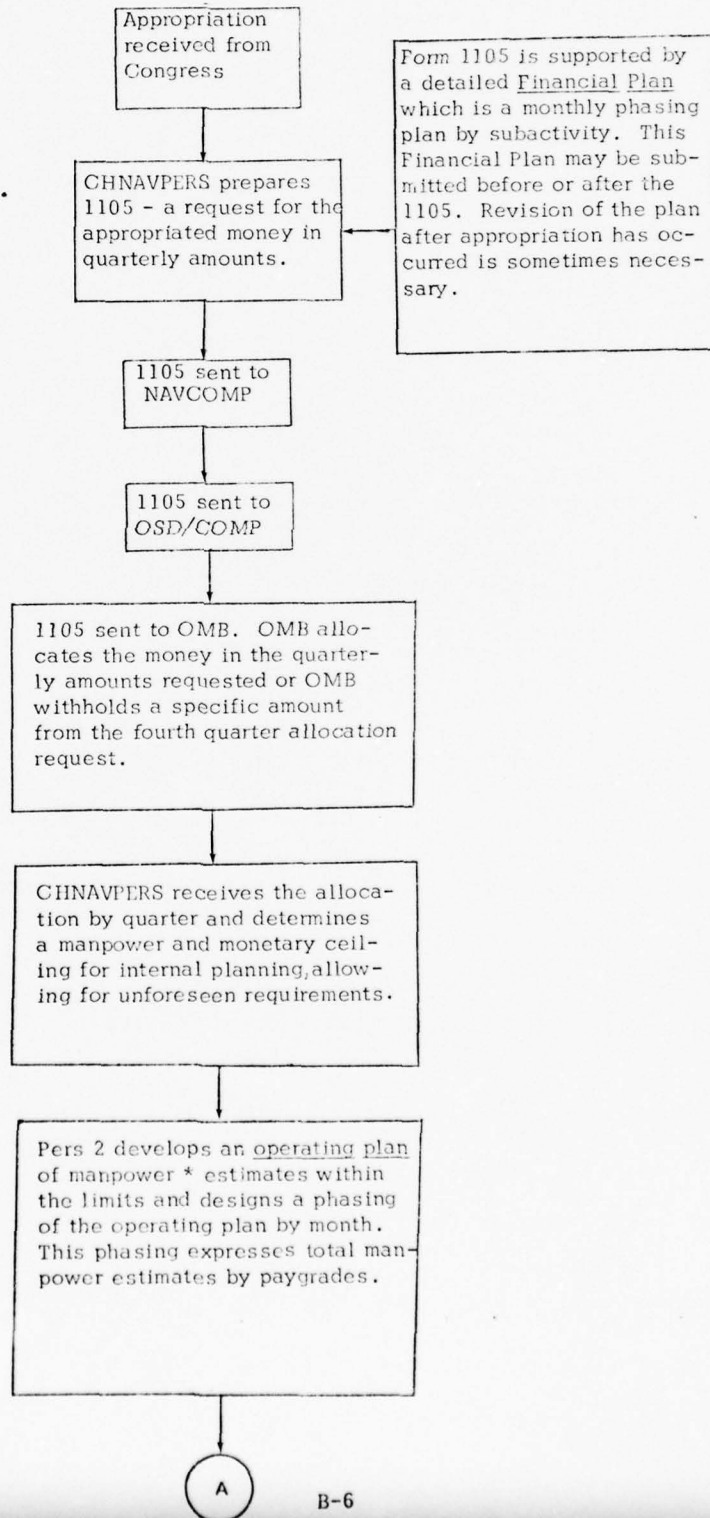 Appropriation
received from
Congress
Form 1105 is supported by
a detailed Financial Plan
which is a monthly phasing
plan by subactivity. This
Financial Plan may be sub-
mitted before or after the
1105. Revision of the plan
after appropriation has oc-
curred is sometimes neces-
sary.
CHNAVPERS prepares
1105 - a request for the
appropriated money in
quarterly amounts.
1105 sent to
NAVCOMP
1105 sent to
OSD/COMP
1105 sent to OMB. OMB allo-
cates the money in the quarter-
ly amounts requested or OMB
withholds a specific amount
from the fourth quarter allocation
request.
CHNAVPERS receives the alloca-
tion by quarter and determines
a manpower and monetary ceil-
ing for internal planning, allow-
ing for unforeseen requirements.
Pers 2 develops an operating plan
of manpower * estimates within
the limits and designs a phasing
of the operating plan by month.
This phasing expresses total man-
power estimates by paygrades.
A
B-6